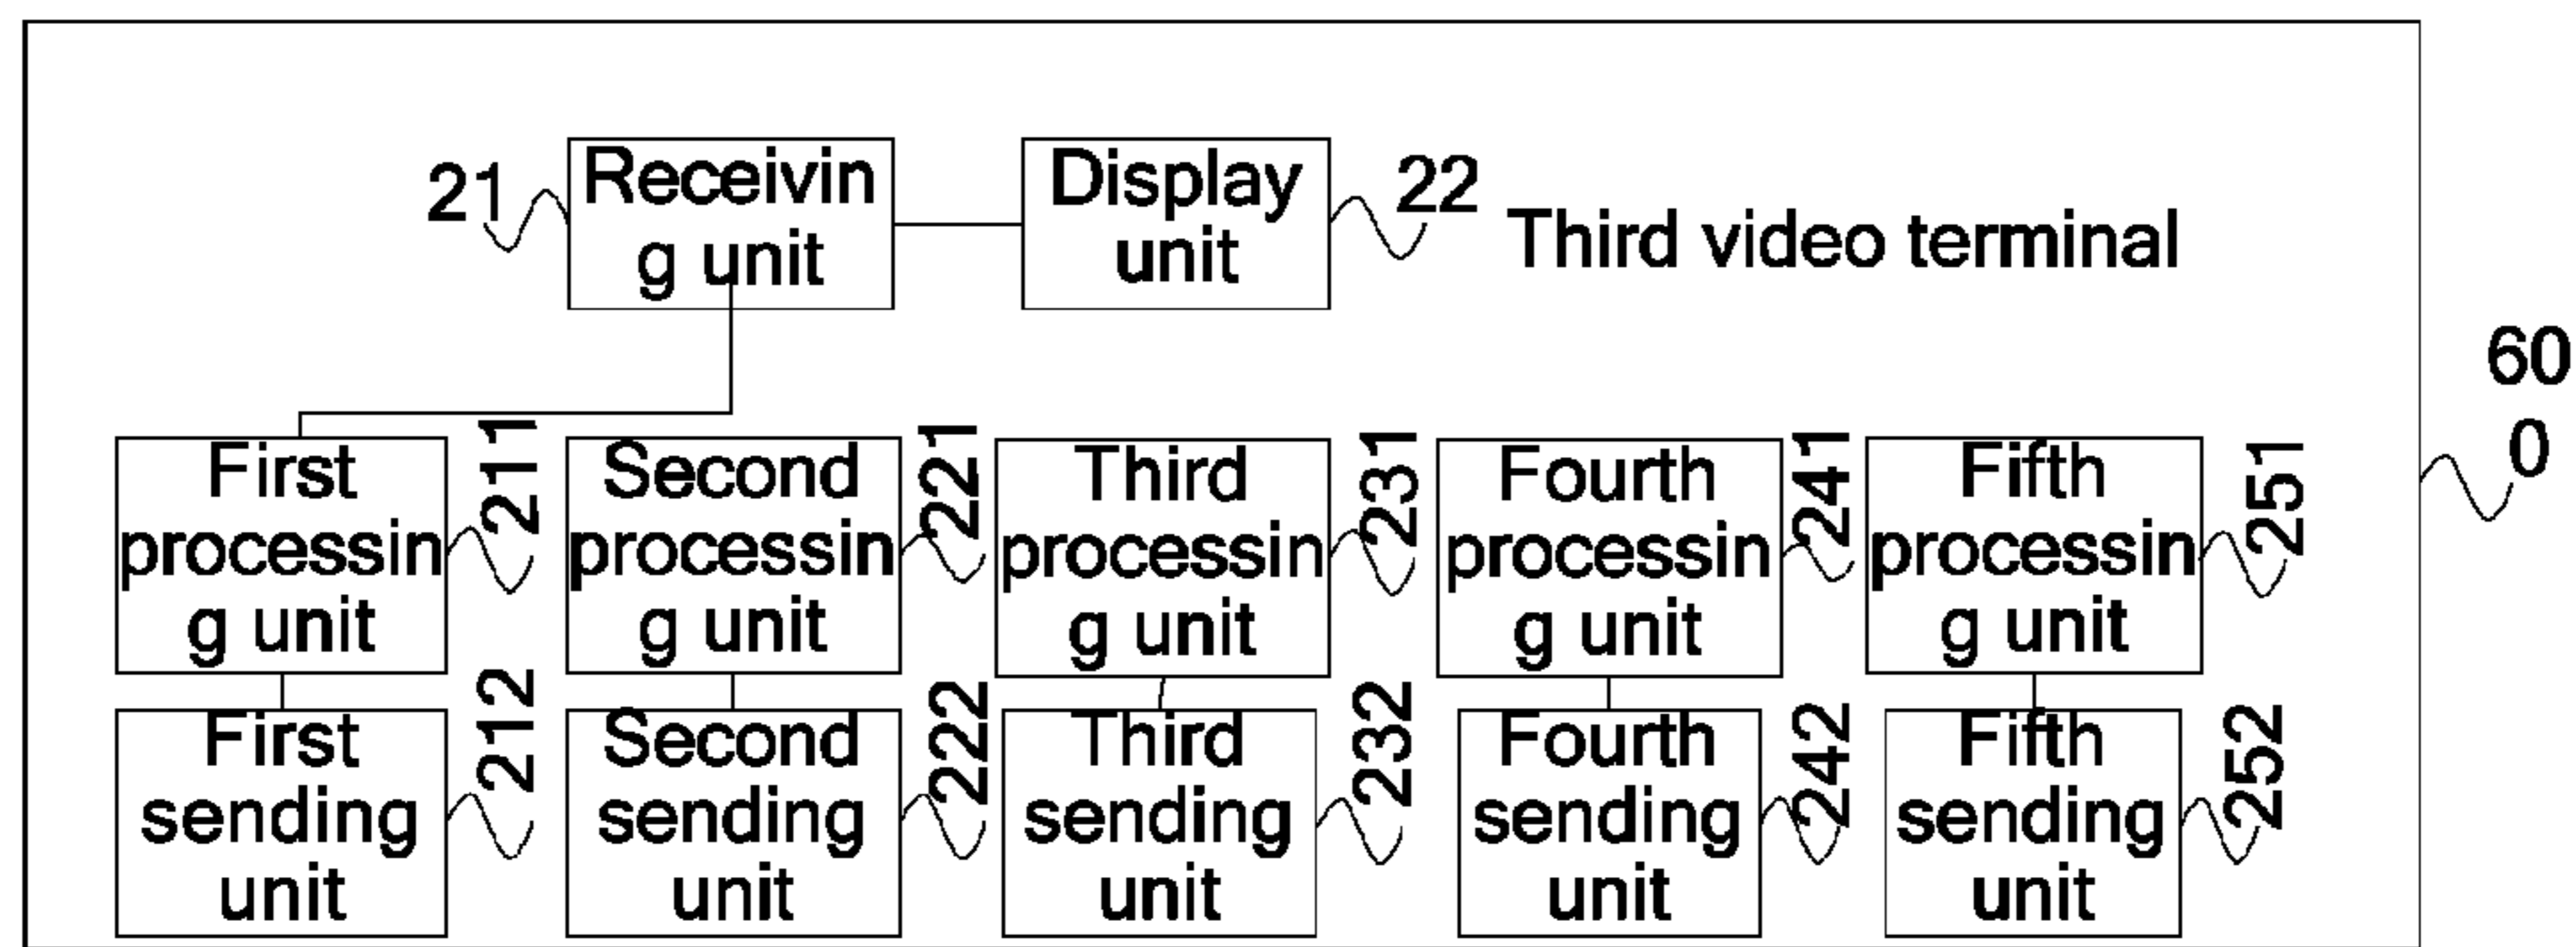 21
Receivin
g unit
Display
unit
22
Third video terminal
60
0
First
processin
g unit
211
Second
processin
g unit
221
Third
processin
g unit
231
Fourth
processin
g unit
241
Fifth
processin
g unit
251
First
sending
unit
212
Second
sending
unit
222
Third
sending
unit
232
Fourth
sending
unit
242
Fifth
sending
unit
252